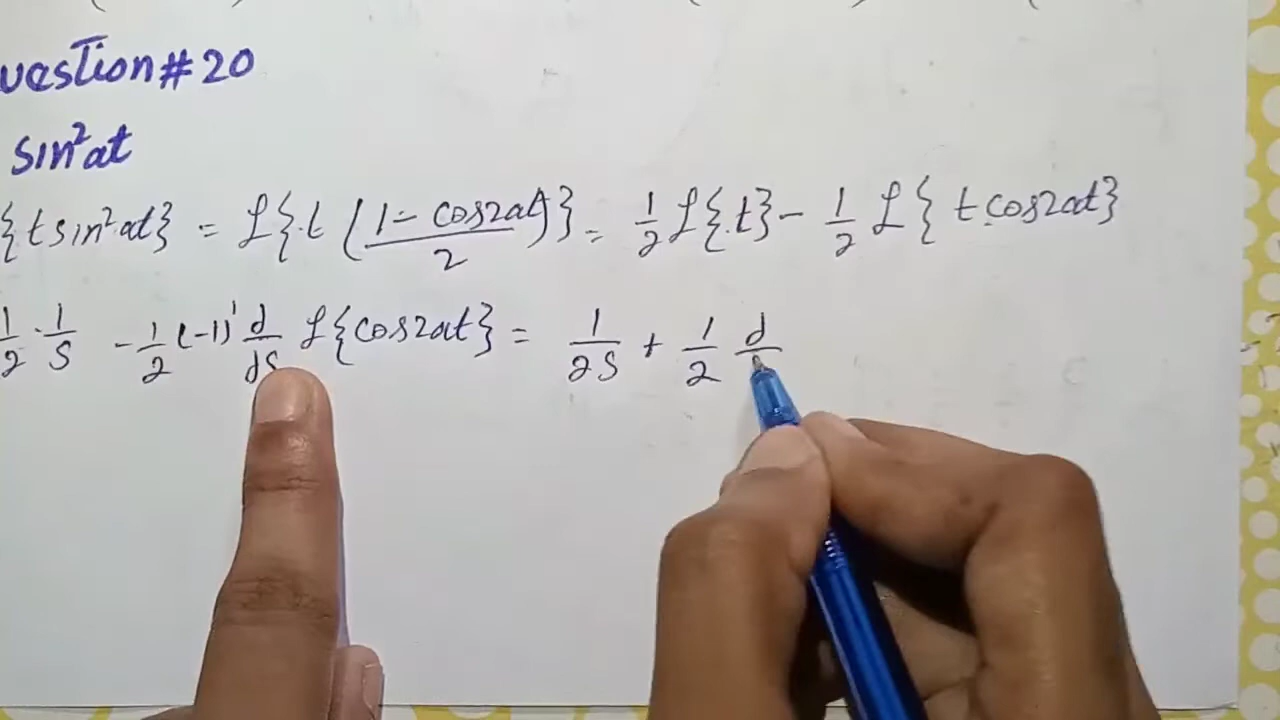 uestion#20
sin²at
{t sin²at} = ℒ{t (1 - cos2at)/2} = 1/2 ℒ{t} - 1/2 ℒ{t cos2at}
1/2 · 1/s - 1/2 (-1)¹ d/ds ℒ{cos2at} = 1/2s + 1/2 d/